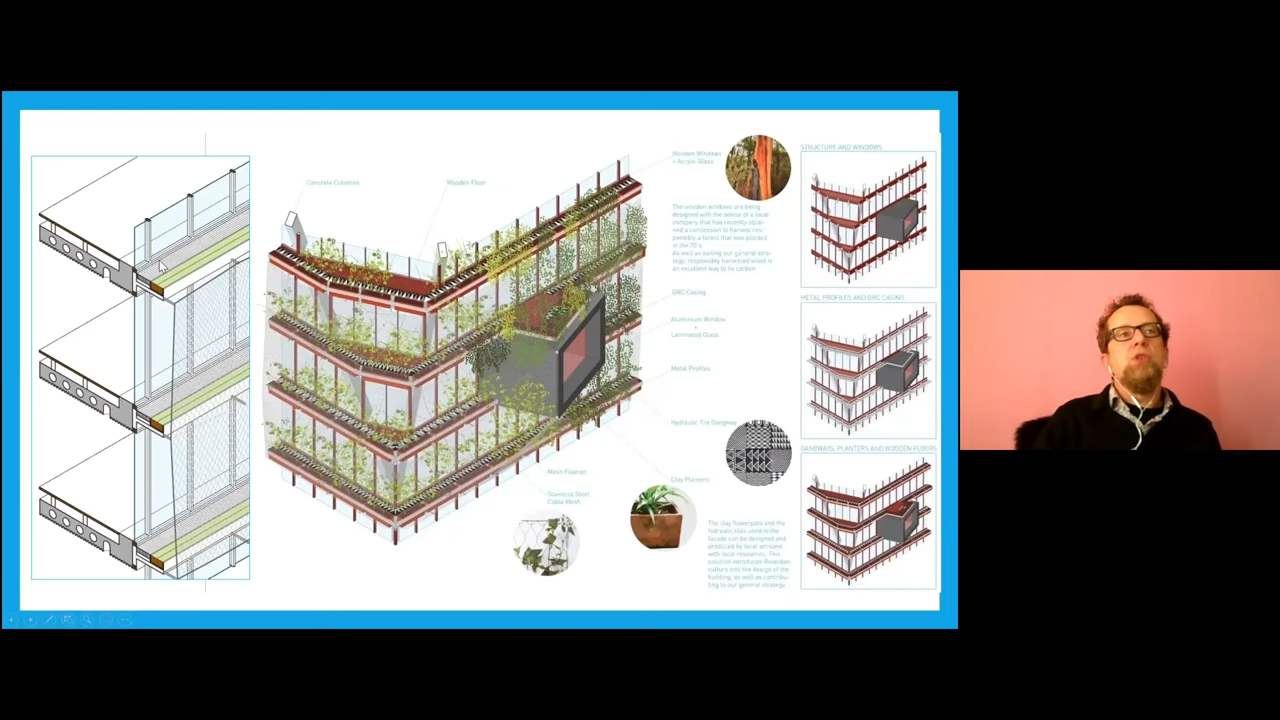 Concrete Columns
Wooden Flour
Wooden Windows
+ Acrylic Glass
The wooden windows are being
designed with the advise of a local
company that has recently obtai-
ned a concession to harvest res-
ponsibly a forest that was planted
in the 70's.
As well as suiting our general stra-
tegy, responsibly harvested wood is
an excellent way to fix carbon.
GRC Casing
Aluminium Window
+
Laminated Glass
Metal Profiles
Hydraulic Tile Gangway
Clay Planters
Mesh Fixation
Stainless Steel
Cable Mesh
The clay flowerpots and the
hidraulic tiles used in the
facade can be designed and
produced by local artisans
with local resources. This
solution introduces Rwandan
culture into the design of the
building, as well as contribu-
ting to our general strategy.
STRUCTURE AND WINDOWS
METAL PROFILES AND GRC CASING
GANGWAYS, PLANTERS AND WOODEN FLOORS